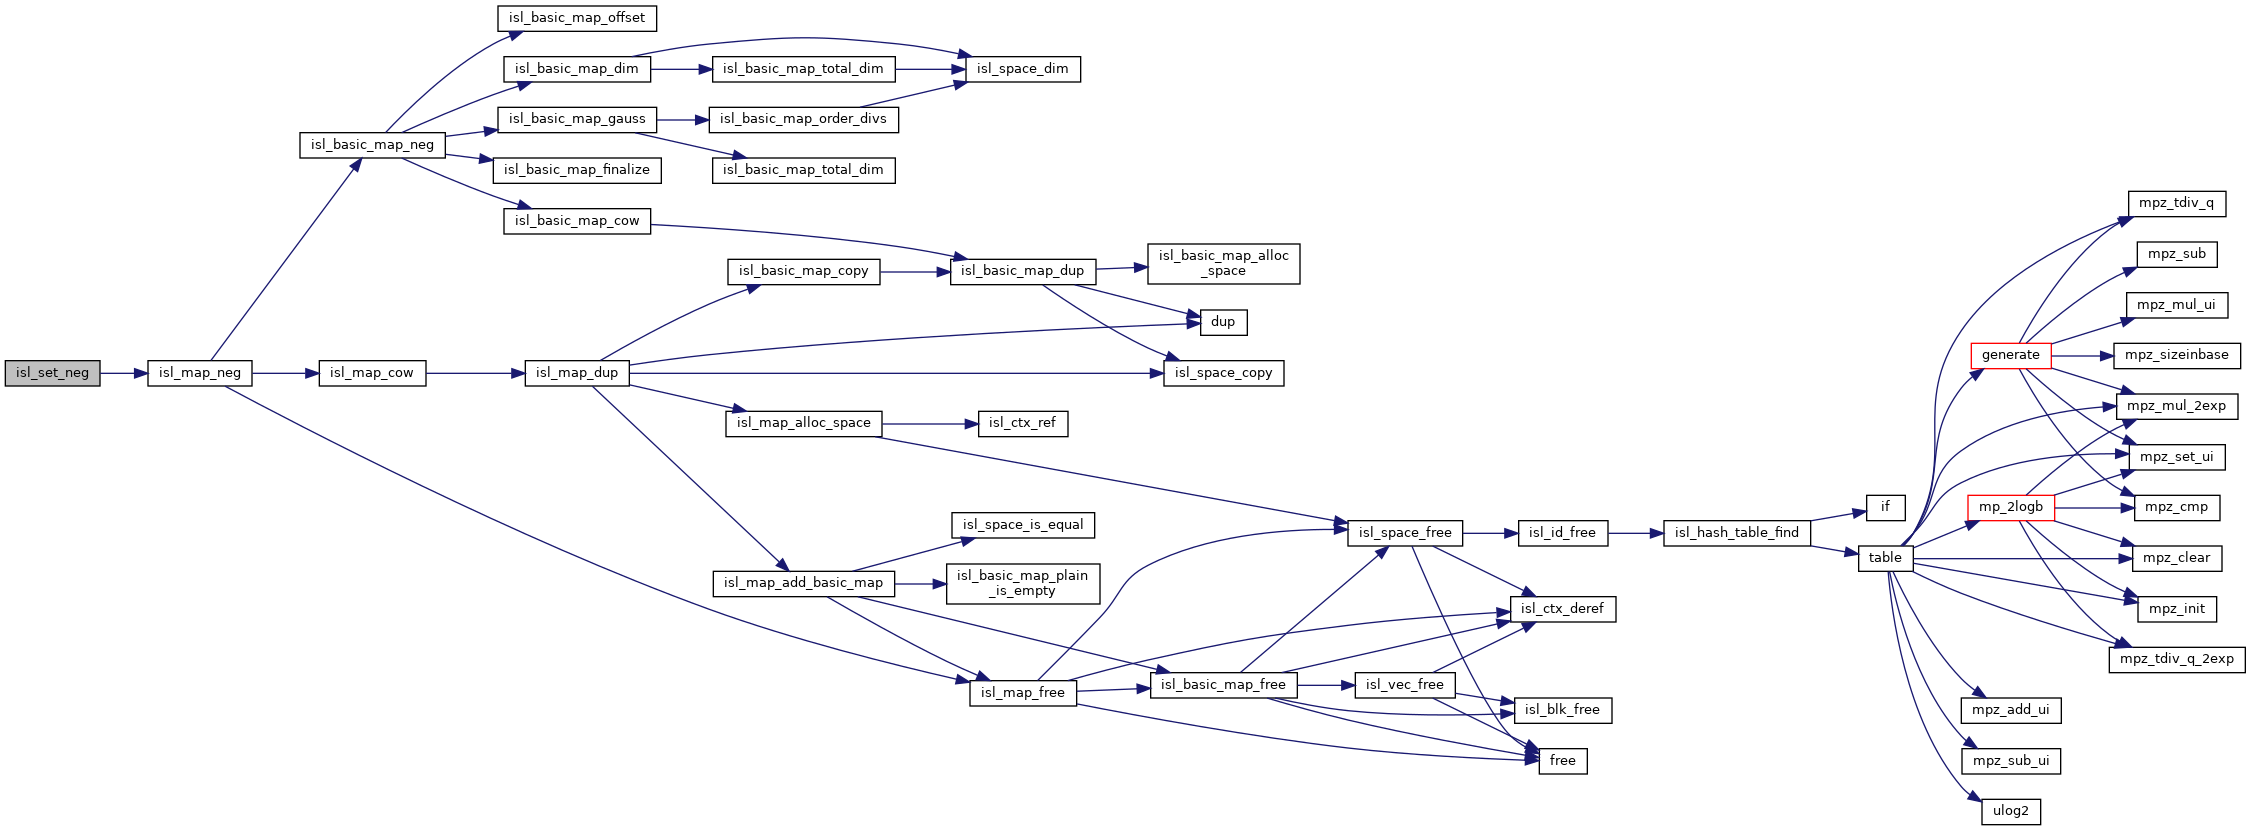 isl_set_neg
isl_map_neg
isl_basic_map_neg
isl_map_cow
isl_basic_map_offset
isl_basic_map_dim
isl_basic_map_gauss
isl_basic_map_finalize
isl_basic_map_cow
isl_map_dup
isl_basic_map_total_dim
isl_basic_map_order_divs
isl_basic_map_total_dim
isl_basic_map_copy
isl_map_alloc_space
isl_map_add_basic_map
isl_space_dim
isl_basic_map_dup
isl_ctx_ref
isl_space_is_equal
isl_basic_map_plain
_is_empty
isl_map_free
isl_basic_map_alloc
_space
dup
isl_space_copy
isl_basic_map_free
isl_space_free
isl_vec_free
isl_id_free
isl_ctx_deref
isl_blk_free
free
isl_hash_table_find
if
table
generate
mp_2logb
mpz_add_ui
mpz_sub_ui
ulog2
mpz_tdiv_q
mpz_sub
mpz_mul_ui
mpz_sizeinbase
mpz_mul_2exp
mpz_set_ui
mpz_cmp
mpz_clear
mpz_init
mpz_tdiv_q_2exp